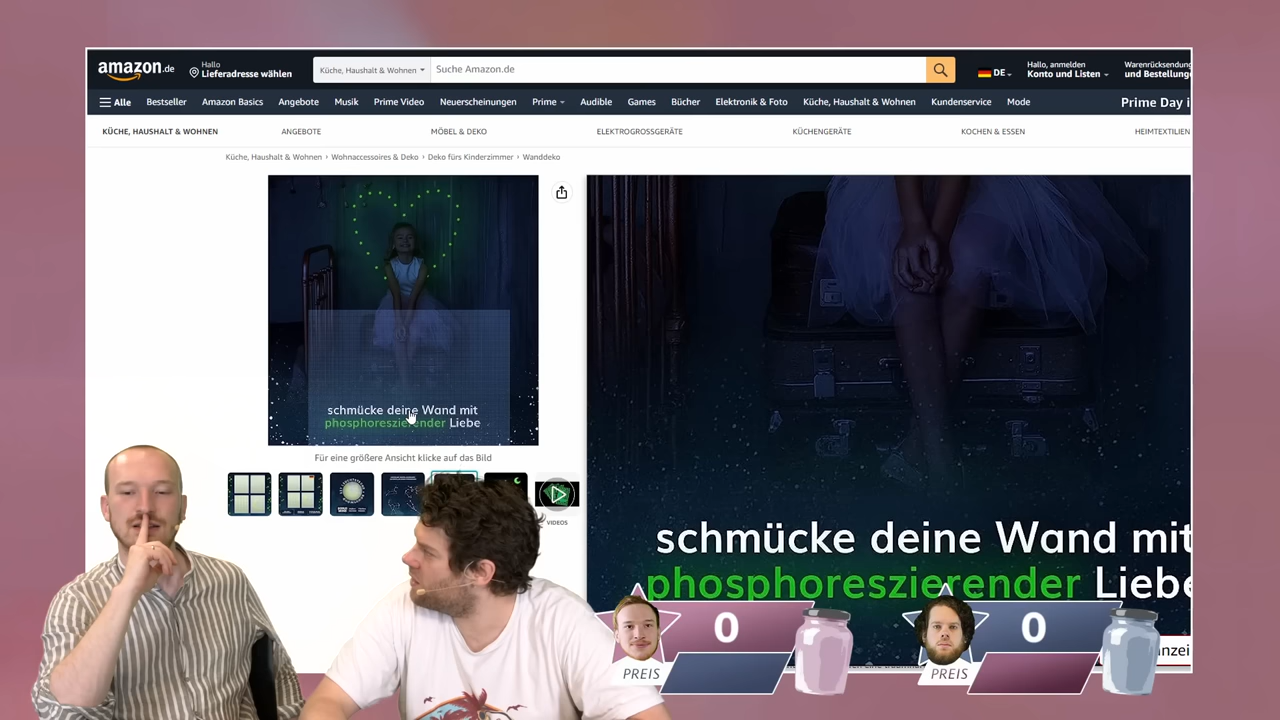 amazon.de
Hallo
Lieferadresse wählen
Küche, Haushalt & Wohnen
Suche Amazon.de
DE
Hallo, anmelden
Konto und Listen
Warenrücksendung
und Bestellung
Alle
Bestseller
Amazon Basics
Angebote
Musik
Prime Video
Neuerscheinungen
Prime
Audible
Games
Bücher
Elektronik & Foto
Küche, Haushalt & Wohnen
Kundenservice
Mode
Prime Day i
KÜCHE, HAUSHALT & WOHNEN
ANGEBOTE
MÖBEL & DEKO
ELEKTROGROSSGERÄTE
KÜCHENGERÄTE
KOCHEN & ESSEN
HEIMTEXTILIEN
Küche, Haushalt & Wohnen › Wohnaccessoires & Deko › Deko fürs Kinderzimmer › Wanddeko
schmücke deine Wand mit
phosphoreszierender Liebe
Für eine größere Ansicht klicke auf das Bild
VIDEOS
schmücke deine Wand mit
phosphoreszierender Liebe
nzei
0
PREIS
0
PREIS